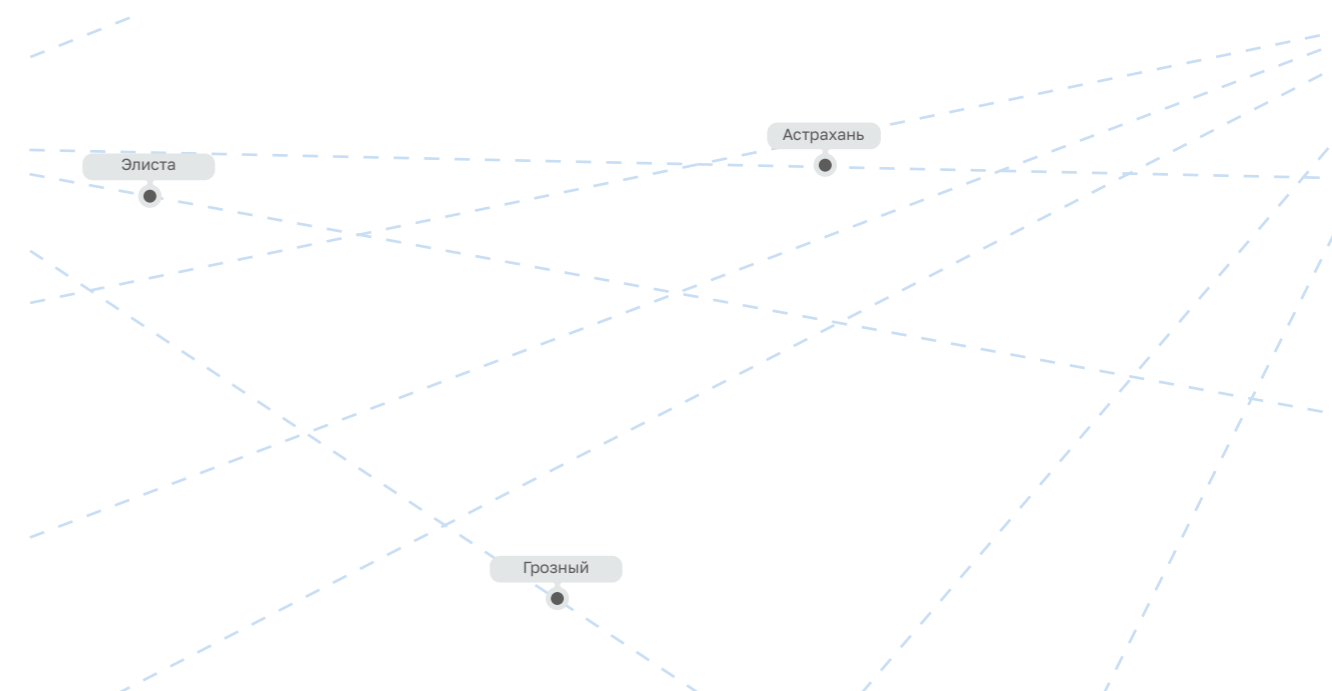 Астрахань
Элиста
Грозный